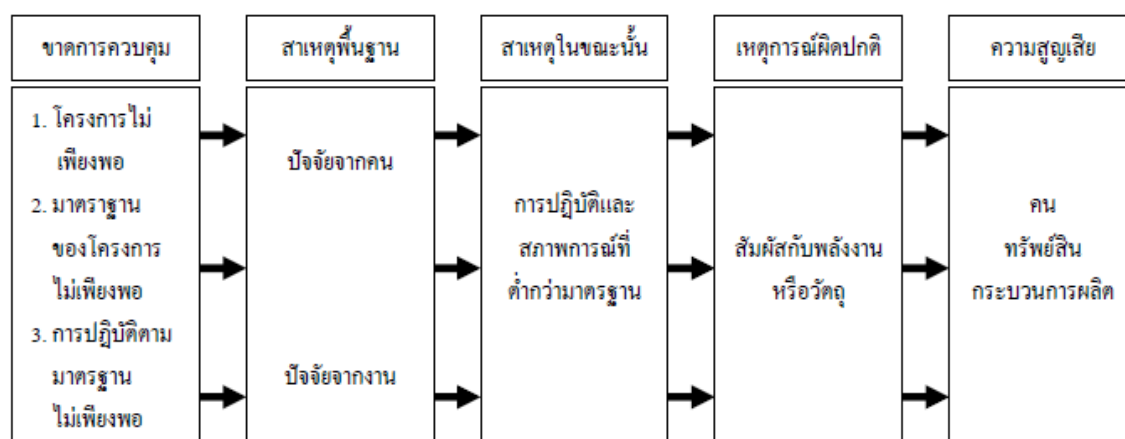 ขาดการควบคุม
สาเหตุพื้นฐาน
สาเหตุในขณะนั้น
เหตุการณ์ผิดปกติ
ความสูญเสีย
1. โครงการไม่
เพียงพอ
2. มาตราฐาน
ของโครงการ
ไม่เพียงพอ
3. การปฏิบัติตาม
มาตรฐาน
ไม่เพียงพอ
ปัจจัยจากคน
ปัจจัยจากงาน
การปฏิบัติและ
สภาพการณ์ที่
ต่ำกว่ามาตรฐาน
สัมผัสกับพลังงาน
หรือวัตถุ
คน
ทรัพย์สิน
กระบวนการผลิต